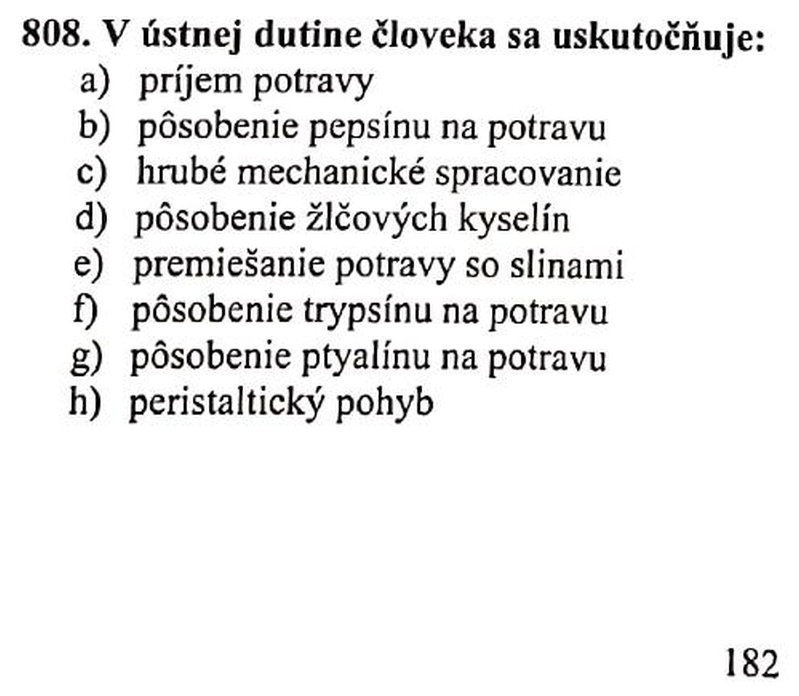 808. V ústnej dutine človeka sa uskutočňuje:
a) príjem potravy
b) pôsobenie pepsínu na potravu
c) hrubé mechanické spracovanie
d) pôsobenie žlčových kyselín
e) premiešanie potravy so slinami
f) pôsobenie trypsínu na potravu
g) pôsobenie ptyalínu na potravu
h) peristaltický pohyb
182